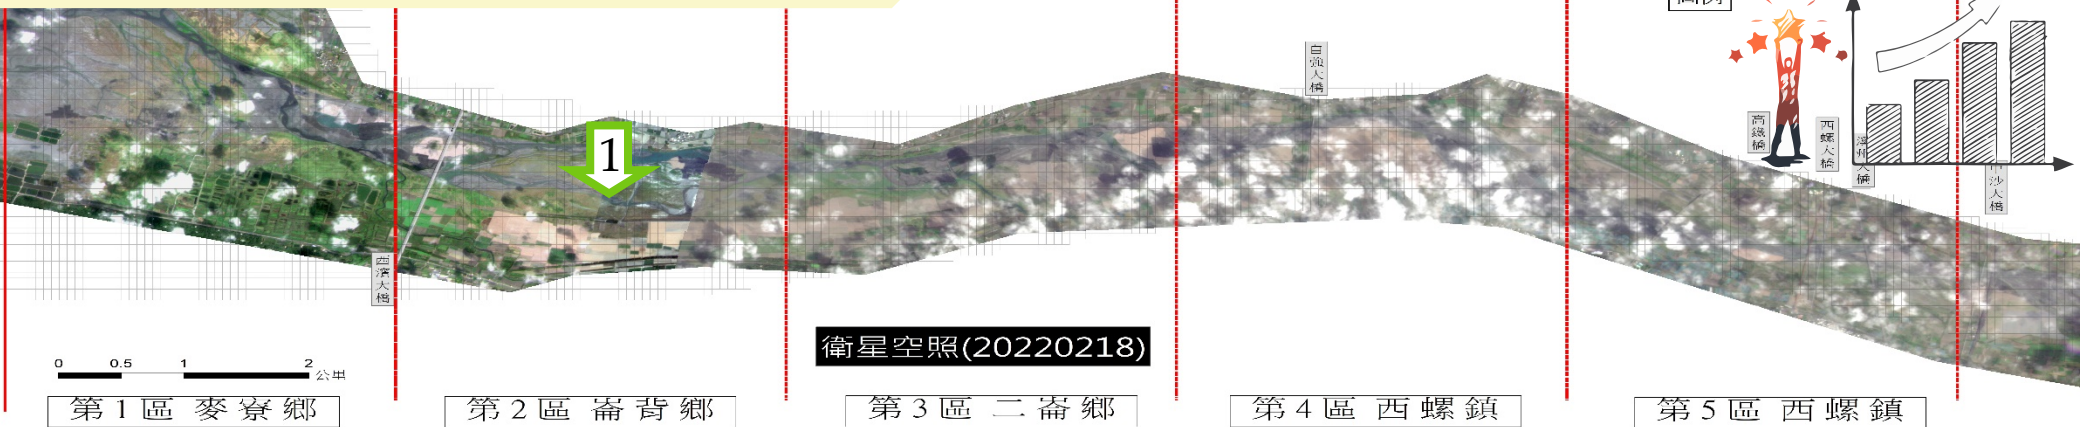 自強大橋
高鐵橋
西螺大橋
中沙大橋
1
西濱大橋
衛星空照(20220218)
0 0.5 1 2 公里
第1區 麥寮鄉
第2區 崙背鄉
第3區 二崙鄉
第4區 西螺鎮
第5區 西螺鎮